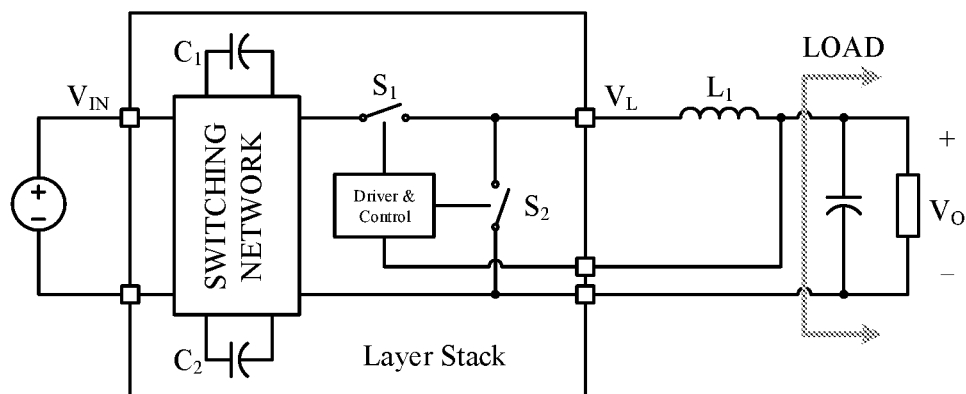 LOAD
C1
VIN
S1
VL
L1
SWITCHING
NETWORK
Driver &
Control
S2
+
−
+
VO
−
C2
Layer Stack